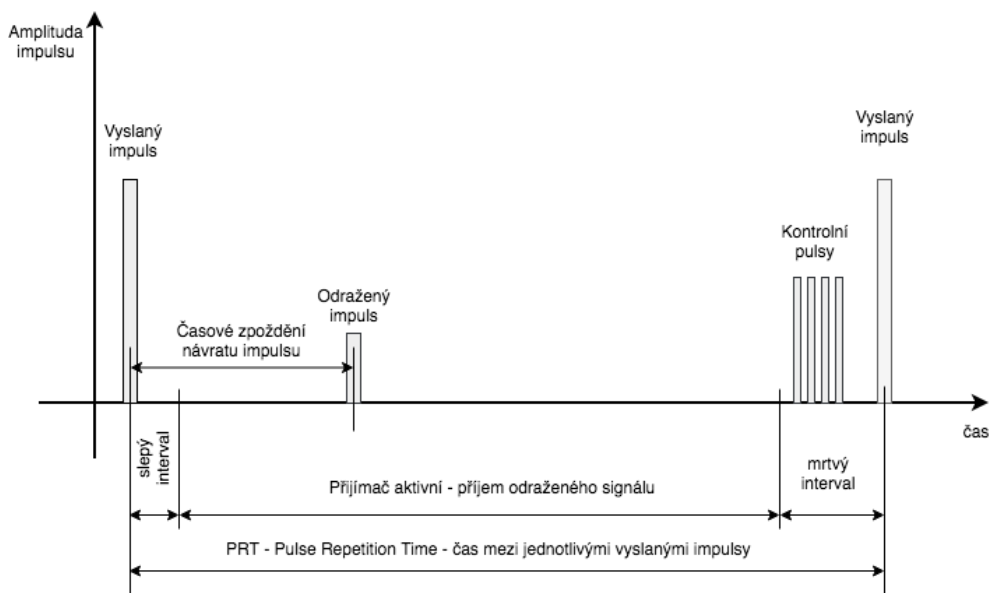 Amplituda
impulsu
Vyslaný
impuls
Vyslaný
impuls
Kontrolní
pulsy
Odražený
impuls
Časové zpoždění
návratu impulsu
čas
slepý
interval
Přijímač aktivní - příjem odraženého signálu
mrtvý
interval
PRT - Pulse Repetition Time - čas mezi jednotlivými vyslanými impulsy